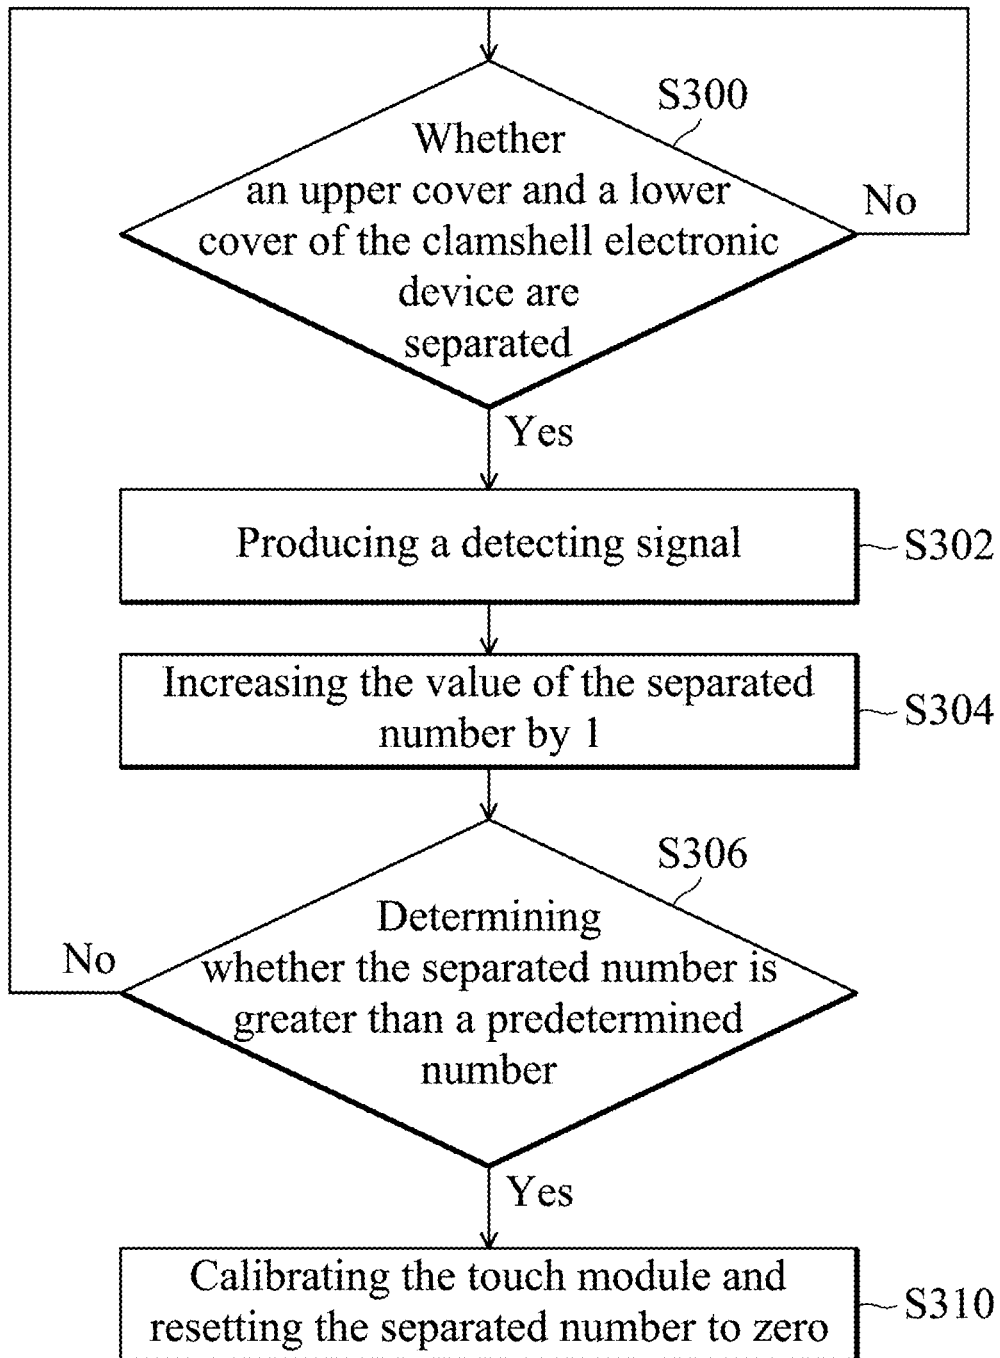 S300
Whether
an upper cover and a lower
cover of the clamshell electronic
device are
separated
No
Yes
Producing a detecting signal
S302
Increasing the value of the separated
number by 1
S304
S306
Determining
whether the separated number is
greater than a predetermined
number
No
Yes
Calibrating the touch module and
resetting the separated number to zero
S310